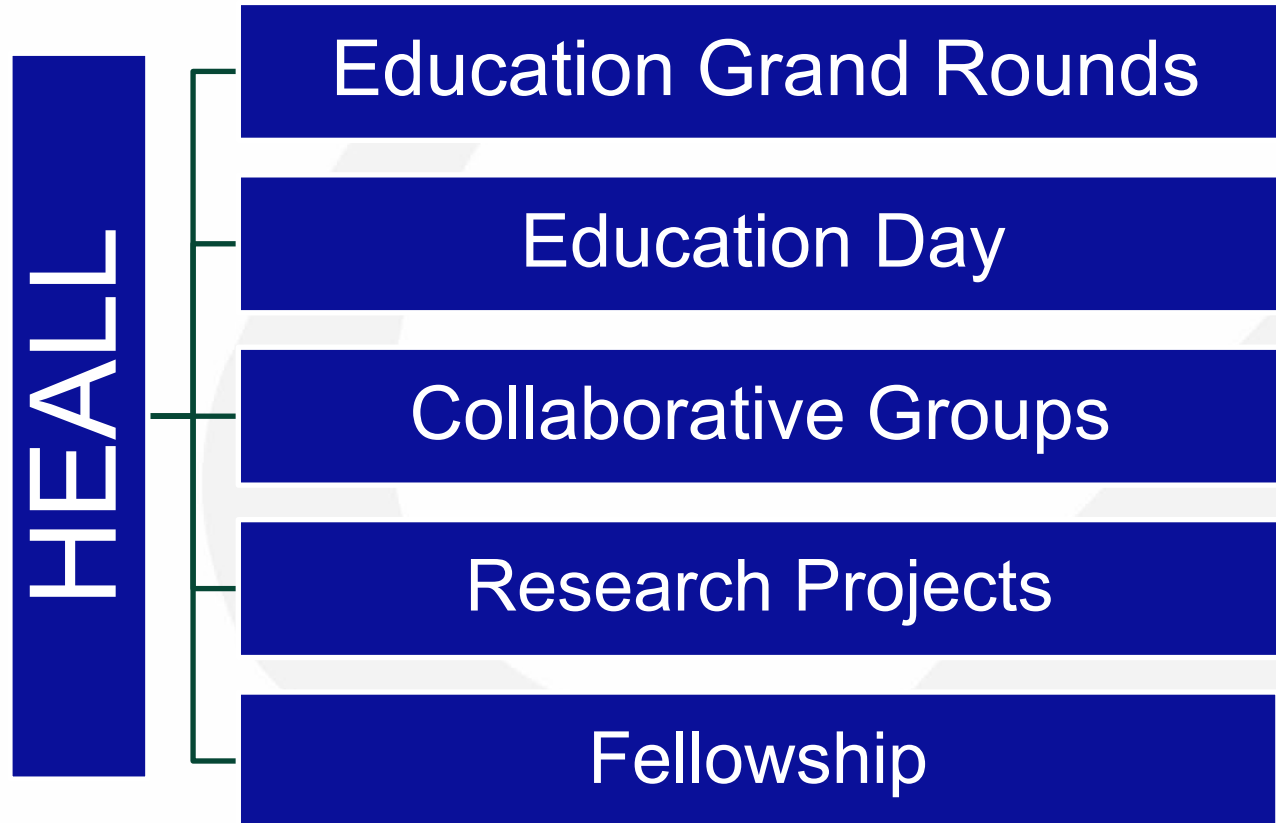 HEALL
Education Grand Rounds
Education Day
Collaborative Groups
Research Projects
Fellowship